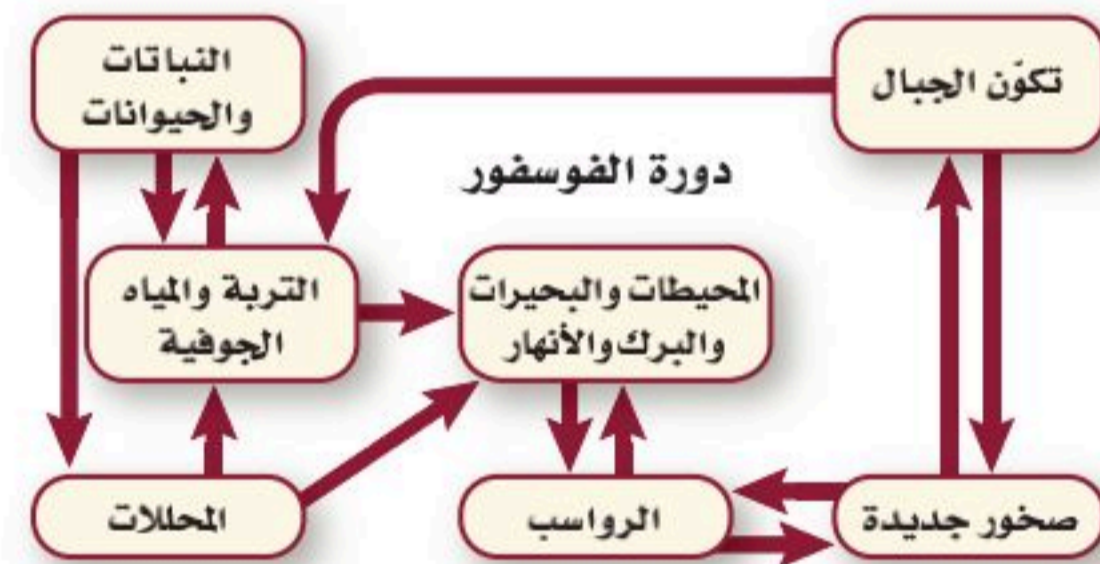 تكوّن الجبال
النباتات
والحيوانات
دورة الفوسفور
المحيطات والبحيرات
والبرك والأنهار
التربة والمياه
الجوفية
صخور جديدة
الرواسب
المحللات